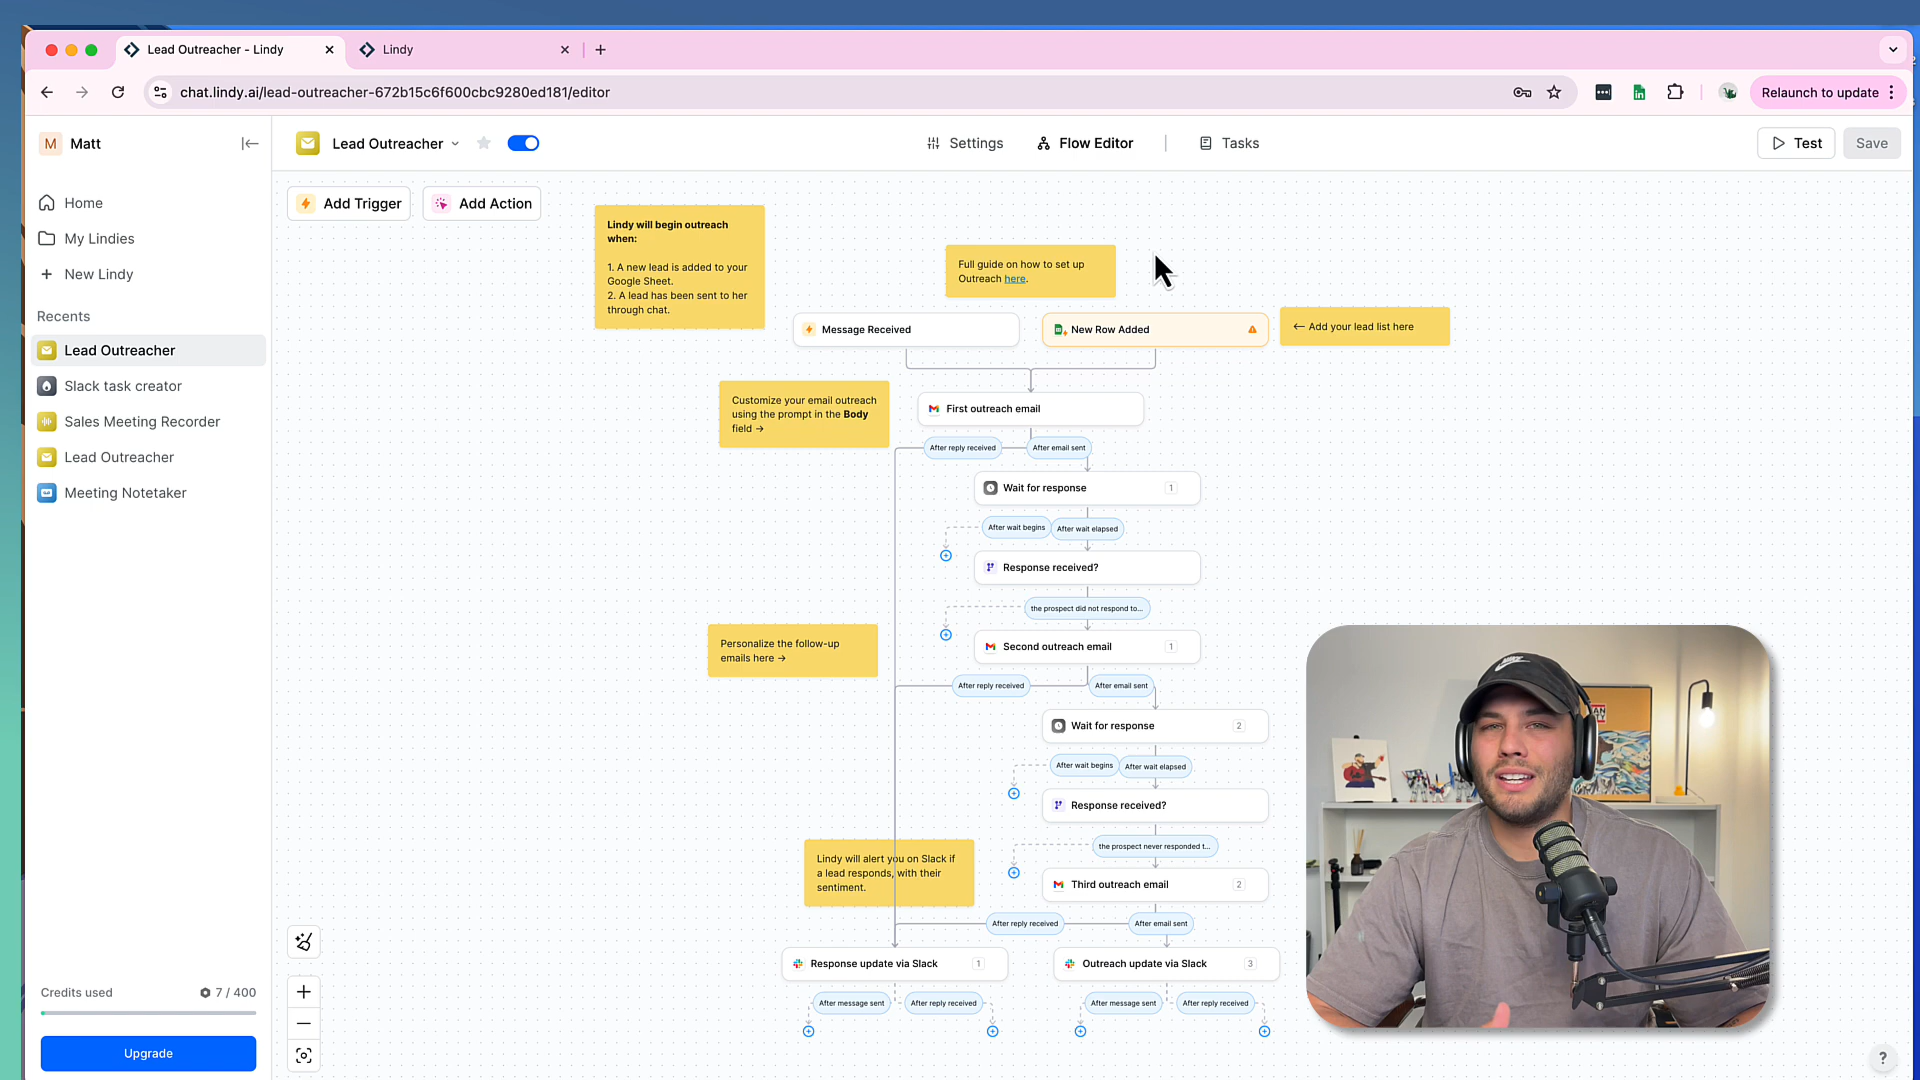 Lead Outreacher - Lindy
Lindy
chat.lindy.ai/lead-outreacher-672b15c6f600cbc9280ed181/editor
Relaunch to update
M Matt
Lead Outreacher
Settings
Flow Editor
Tasks
Test
Save
Home
My Lindies
New Lindy
Recents
Lead Outreacher
Slack task creator
Sales Meeting Recorder
Lead Outreacher
Meeting Notetaker
Credits used
7 / 400
Upgrade
Add Trigger
Add Action
Lindy will begin outreach
when:
1. A new lead is added to your
Google Sheet.
2. A lead has been sent to her
through chat.
Full guide on how to set up
Outreach here.
Message Received
New Row Added
← Add your lead list here
Customize your email outreach
using the prompt in the Body
field →
First outreach email
After reply received
After email sent
Wait for response
1
After wait begins
After wait elapsed
Response received?
the prospect did not respond to...
Personalize the follow-up
emails here →
Second outreach email
1
After reply received
After email sent
Wait for response
2
After wait begins
After wait elapsed
Response received?
the prospect never responded t...
Lindy will alert you on Slack if
a lead responds, with their
sentiment.
Third outreach email
2
After reply received
After email sent
Response update via Slack
1
Outreach update via Slack
3
After message sent
After reply received
After message sent
After reply received
?